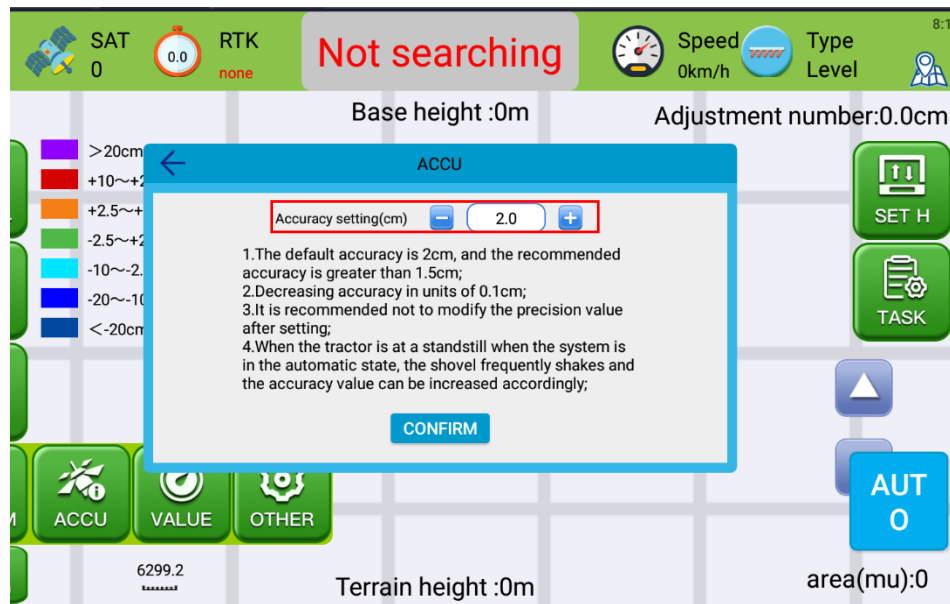 SAT
0
0.0
RTK
none
Not searching
Speed
0km/h
Type
Level
8:1
Base height :0m
Adjustment number:0.0cm
>20cm
+10～+2
+2.5～+
-2.5～+2
-10～-2.
-20～-10
<-20cm
ACCU
Accuracy setting(cm)
2.0
1.The default accuracy is 2cm, and the recommended
accuracy is greater than 1.5cm;
2.Decreasing accuracy in units of 0.1cm;
3.It is recommended not to modify the precision value
after setting;
4.When the tractor is at a standstill when the system is
in the automatic state, the shovel frequently shakes and
the accuracy value can be increased accordingly;
CONFIRM
SET H
TASK
AUT
O
M
ACCU
VALUE
OTHER
6299.2
Terrain height :0m
area(mu):0